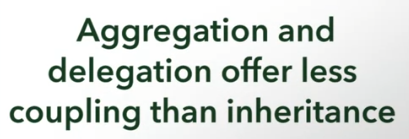 Aggregation and
delegation offer less
coupling than inheritance